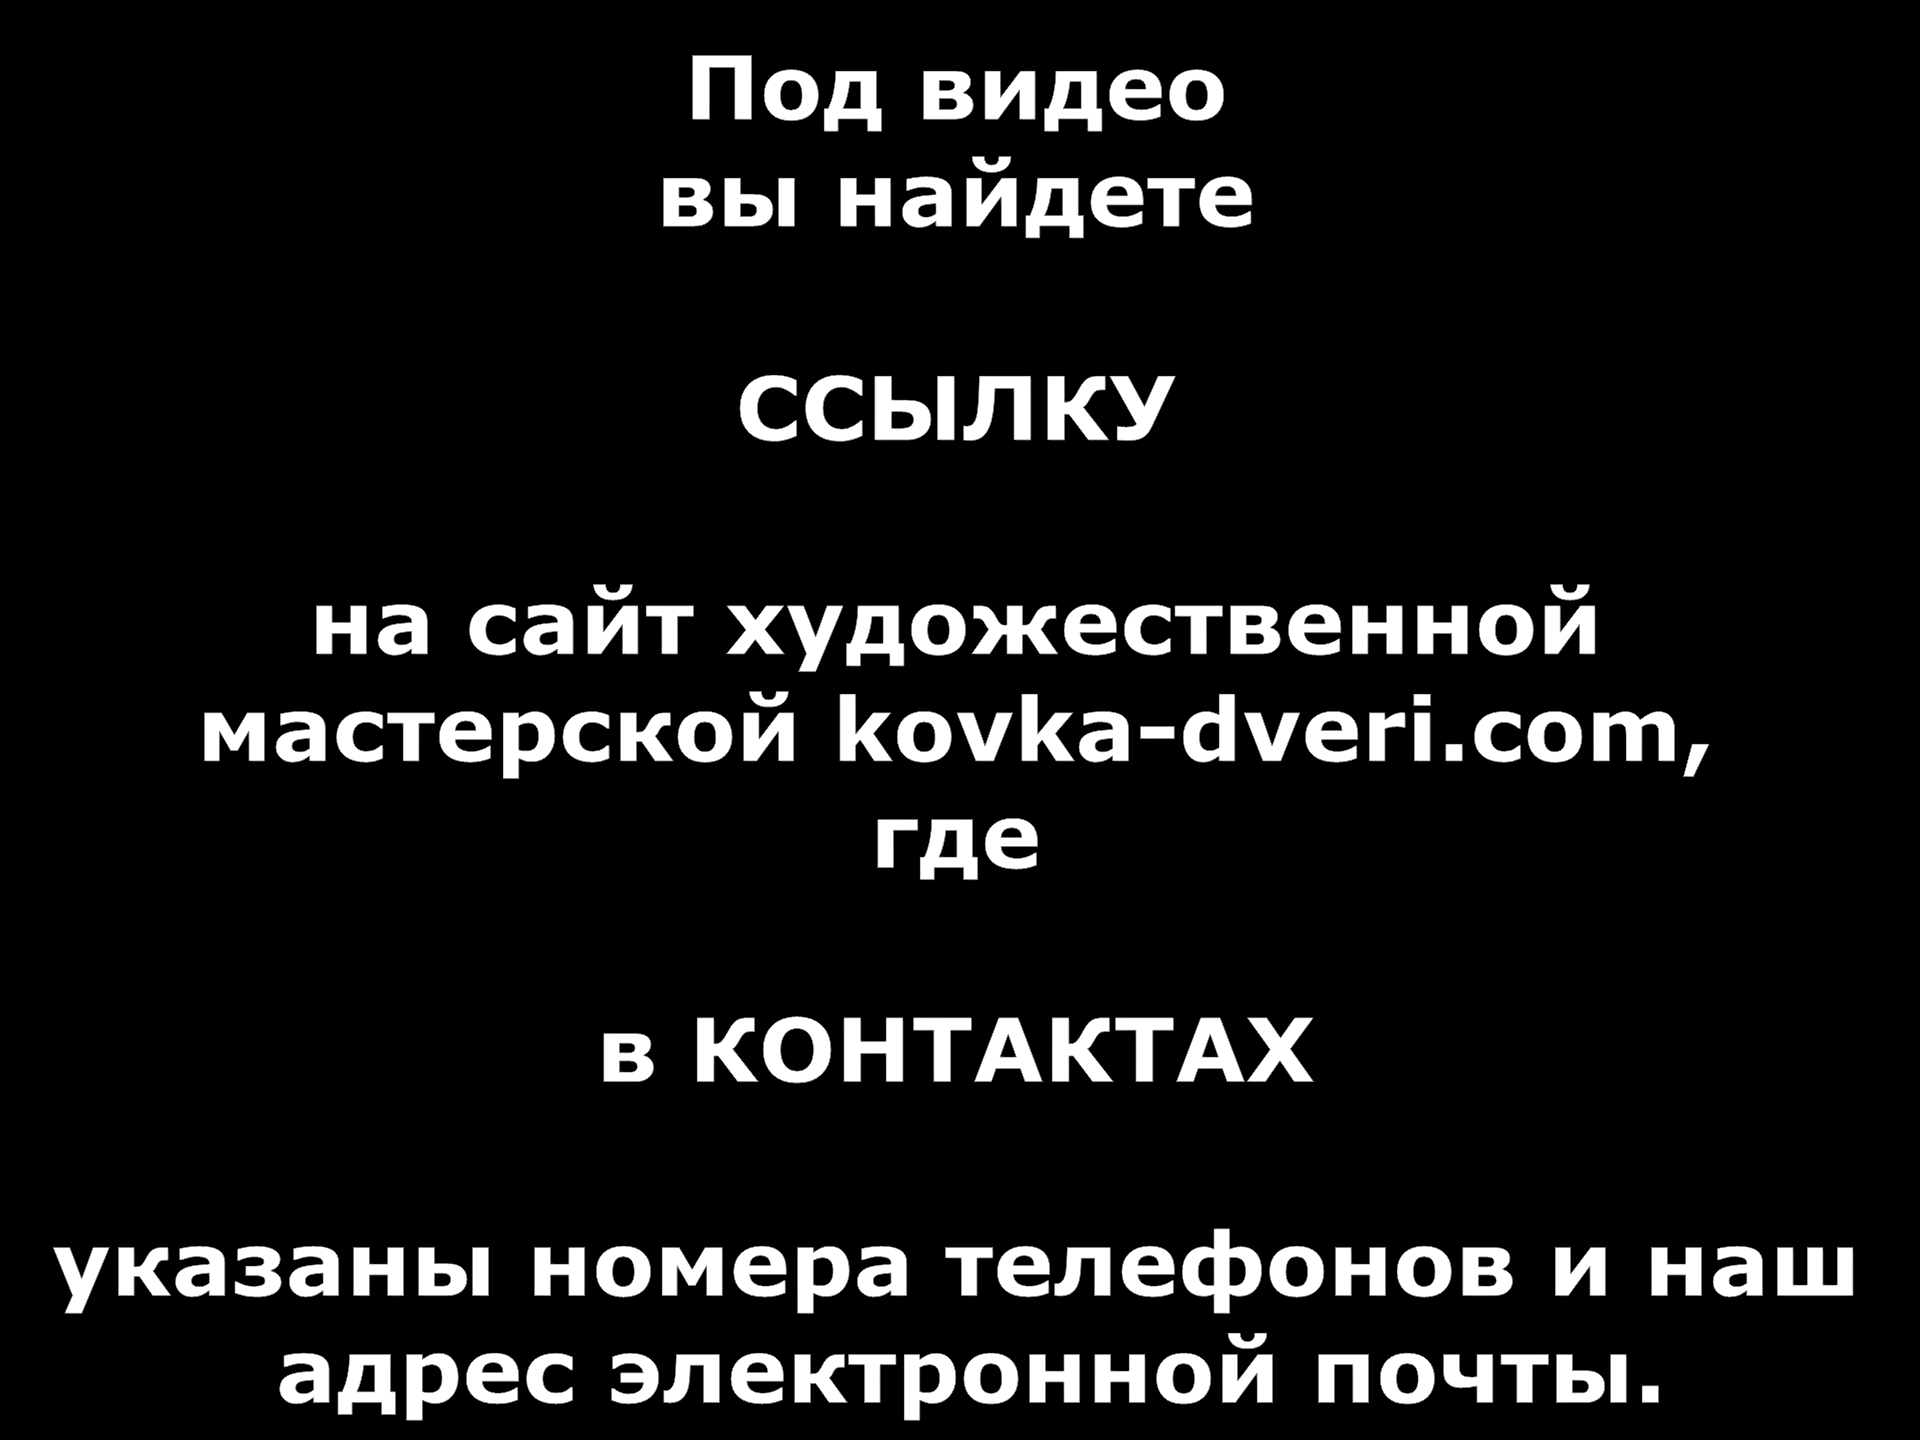 Под видео
вы найдете
ССЫЛКУ
на сайт художественной
мастерской kovka-dveri.com,
где
в КОНТАКТАХ
указаны номера телефонов и наш
адрес электронной почты.